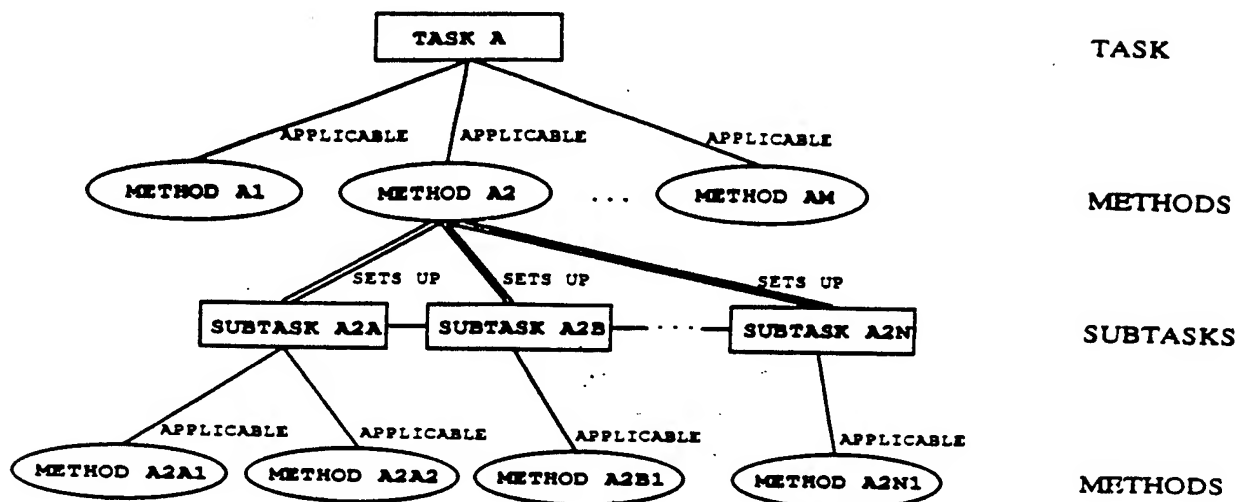 TASK A
TASK
APPLICABLE
APPLICABLE
APPLICABLE
METHOD A1
METHOD A2
...
METHOD AM
METHODS
SETS UP
SETS UP
SETS UP
SUBTASK A2A
SUBTASK A2B
...
SUBTASK A2N
SUBTASKS
...
APPLICABLE
APPLICABLE
APPLICABLE
APPLICABLE
METHOD A2A1
METHOD A2A2
METHOD A2B1
METHOD A2N1
METHODS